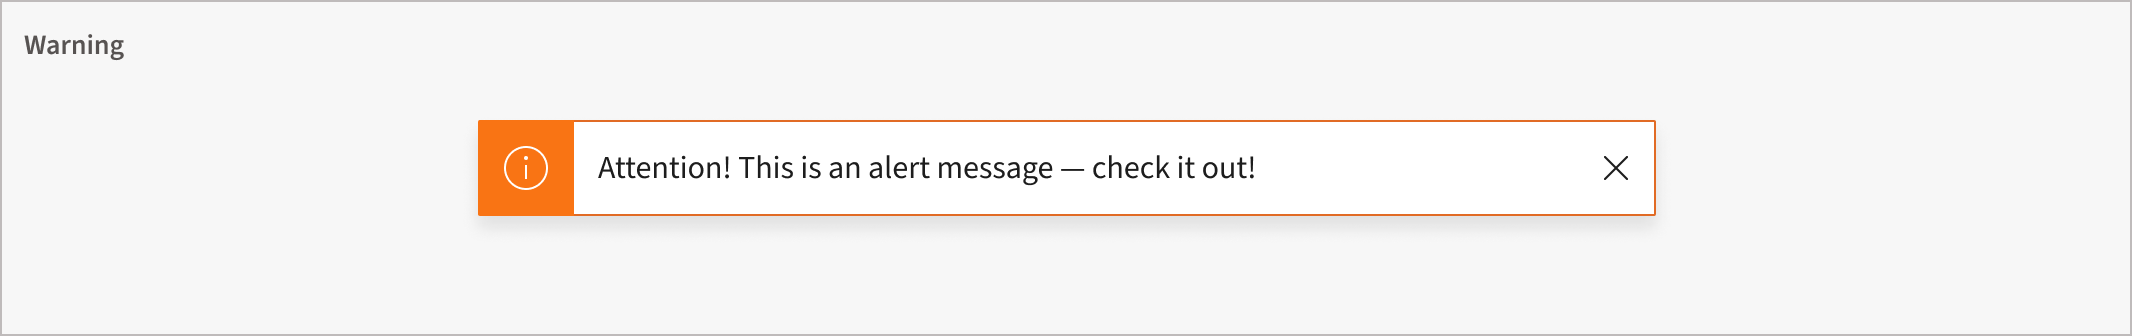 Warning
Attention! This is an alert message — check it out!